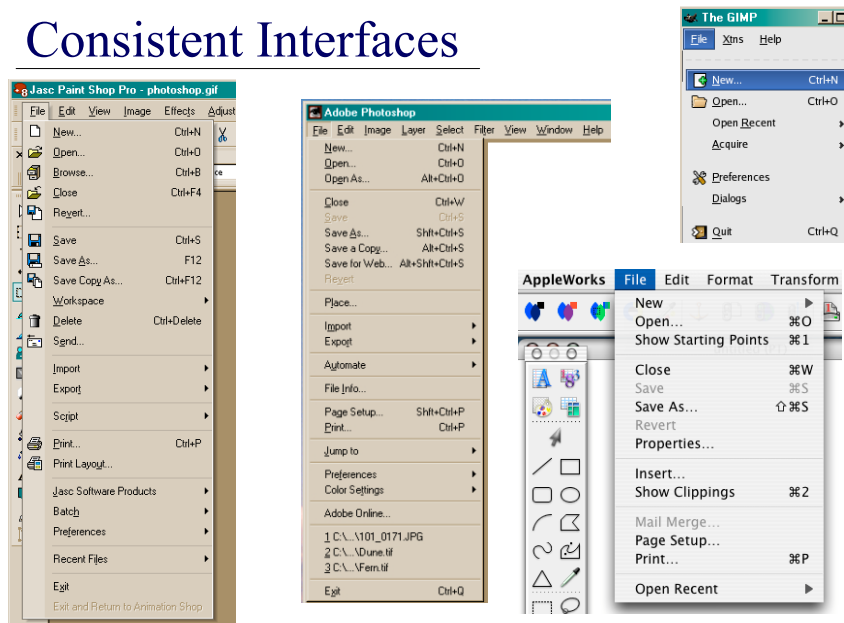 Consistent Interfaces
Jasc Paint Shop Pro - photoshop.gif
File Edit View Image Effects Adjust
New... Ctrl+N
Open... Ctrl+O
Browse... Ctrl+B
Close Ctrl+F4
Revert...
Save Ctrl+S
Save As... F12
Save Copy As... Ctrl+F12
Workspace
Delete Ctrl+Delete
Send...
Import
Export
Script
Print... Ctrl+P
Print Layout...
Jasc Software Products
Batch
Preferences
Recent Files
Exit
Exit and Return to Animation Shop
Adobe Photoshop
File Edit Image Layer Select Filter View Window Help
New... Ctrl+N
Open... Ctrl+O
Open As... Alt+Ctrl+O
Close Ctrl+W
Save Ctrl+S
Save As... Shft+Ctrl+S
Save a Copy... Alt+Ctrl+S
Save for Web... Alt+Shft+Ctrl+S
Revert
Place...
Import
Export
Automate
File Info...
Page Setup... Shft+Ctrl+P
Print... Ctrl+P
Jump to
Preferences
Color Settings
Adobe Online...
1 C:\...\101_0171.JPG
2 C:\...\Dune.tif
3 C:\...\Fern.tif
Exit Ctrl+Q
The GIMP
File Xtns Help
New... Ctrl+N
Open... Ctrl+O
Open Recent
Acquire
Preferences
Dialogs
Quit Ctrl+Q
AppleWorks File Edit Format Transform
New
Open... ⌘O
Show Starting Points ⌘1
Close ⌘W
Save ⌘S
Save As... ⇧⌘S
Revert
Properties...
Insert...
Show Clippings ⌘2
Mail Merge...
Page Setup...
Print... ⌘P
Open Recent